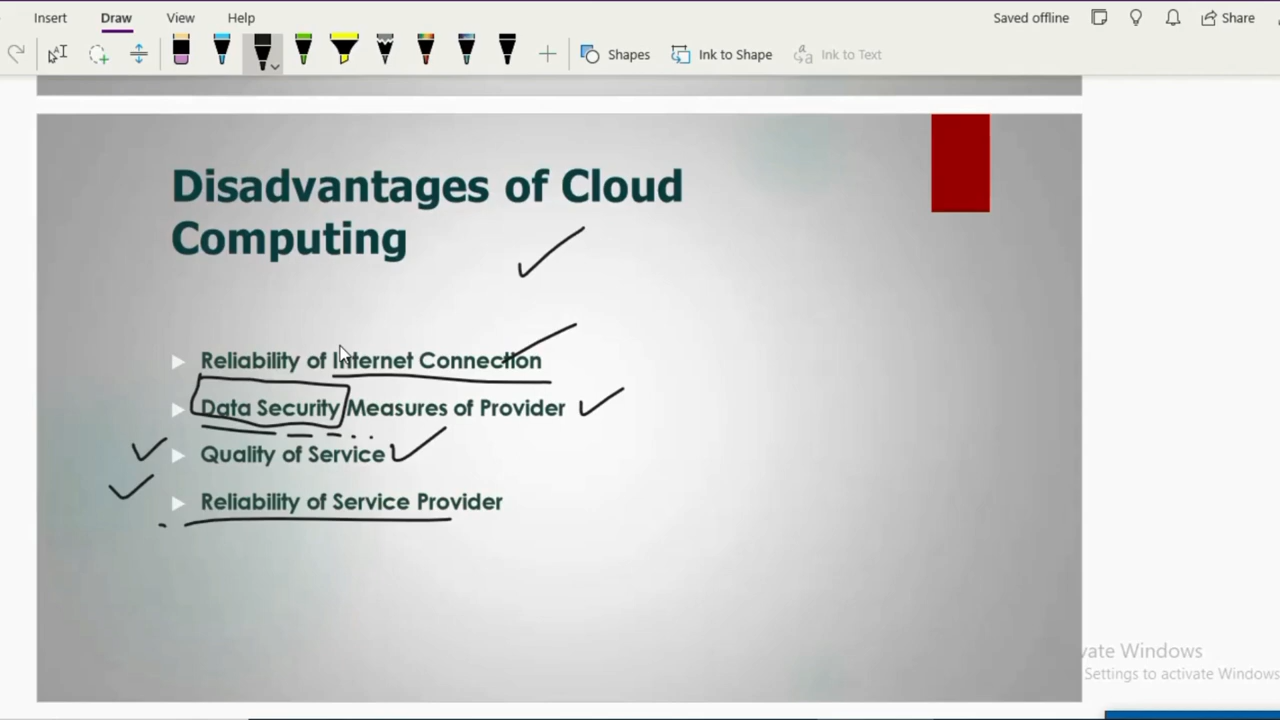 Insert Draw View Help Saved offline Share
Shapes Ink to Shape Ink to Text
Disadvantages of Cloud
Computing
Reliability of Internet Connection
Data Security Measures of Provider
Quality of Service
Reliability of Service Provider
vate Windows
Settings to activate Windows